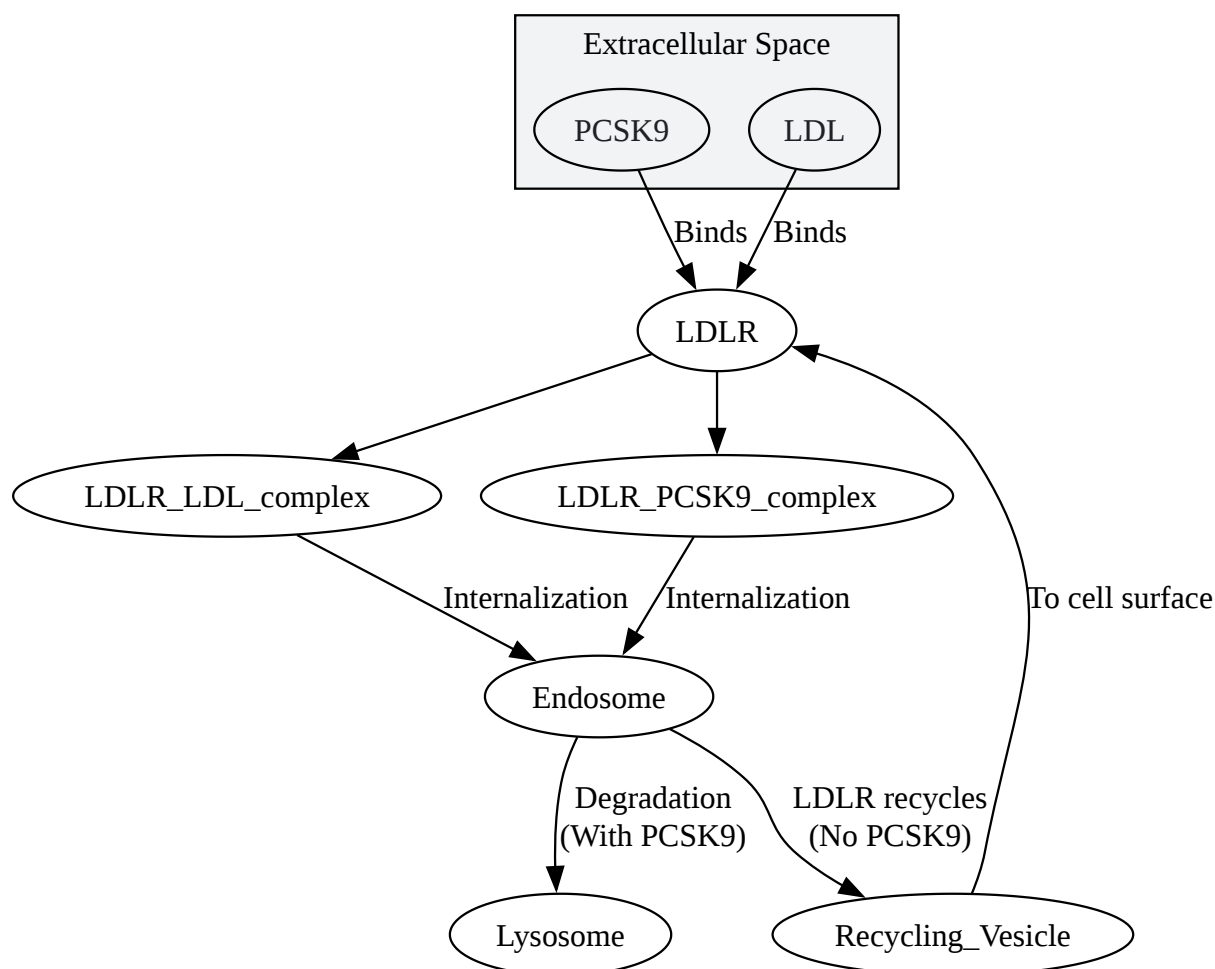 Extracellular Space
PCSK9
LDL
Binds
Binds
LDLR
LDLR_LDL_complex
LDLR_PCSK9_complex
Internalization
Internalization
To cell surface
Endosome
Degradation
(With PCSK9)
LDLR recycles
(No PCSK9)
Lysosome
Recycling_Vesicle